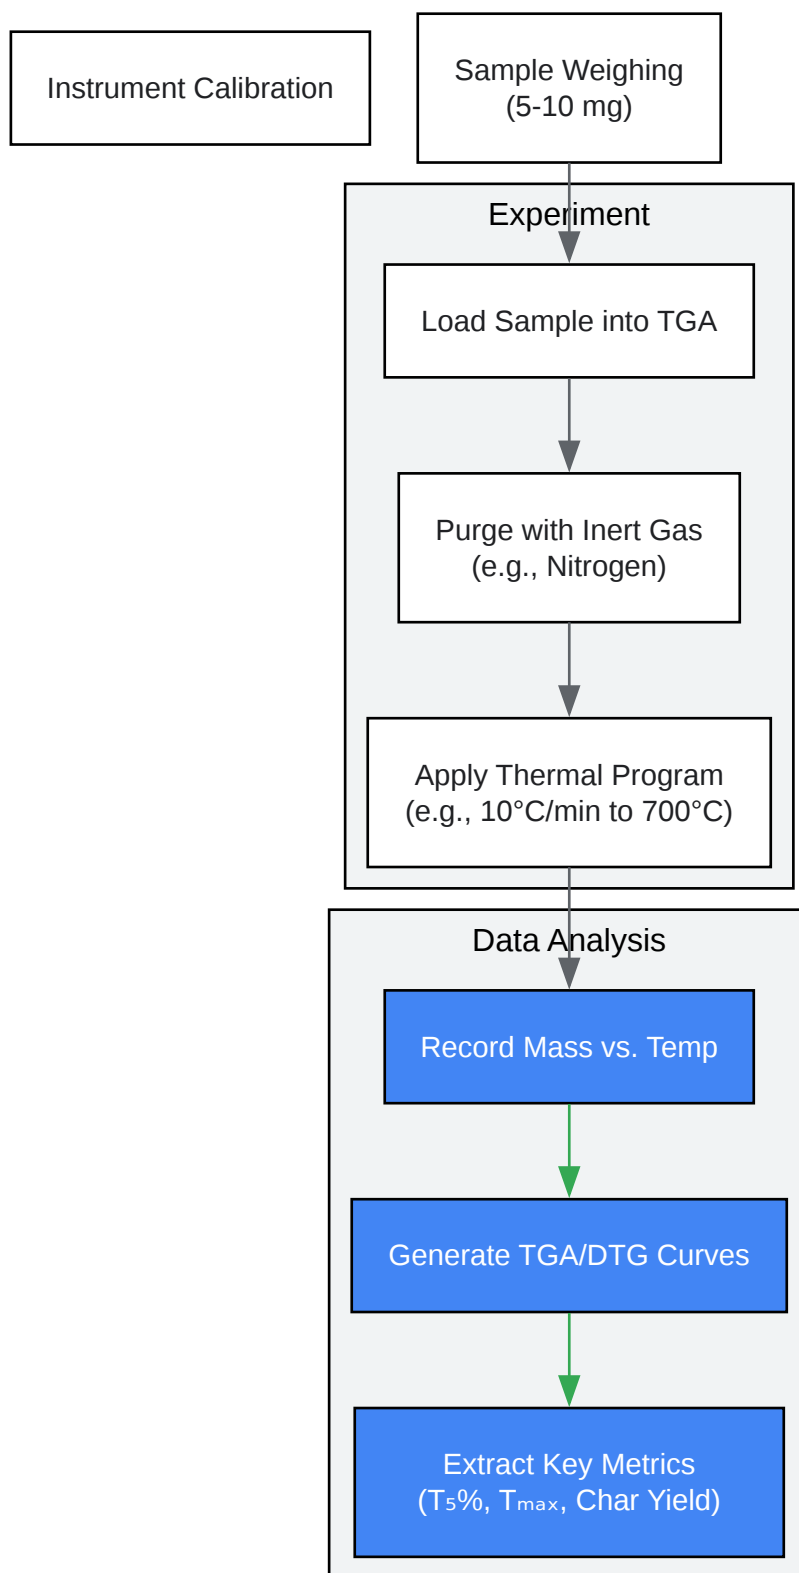 Instrument Calibration
Sample Weighing
(5-10 mg)
Experiment
Load Sample into TGA
Purge with Inert Gas
(e.g., Nitrogen)
Apply Thermal Program
(e.g., 10°C/min to 700°C)
Data Analysis
Record Mass vs. Temp
Generate TGA/DTG Curves
Extract Key Metrics
(T₅%, Tₘₐₓ, Char Yield)